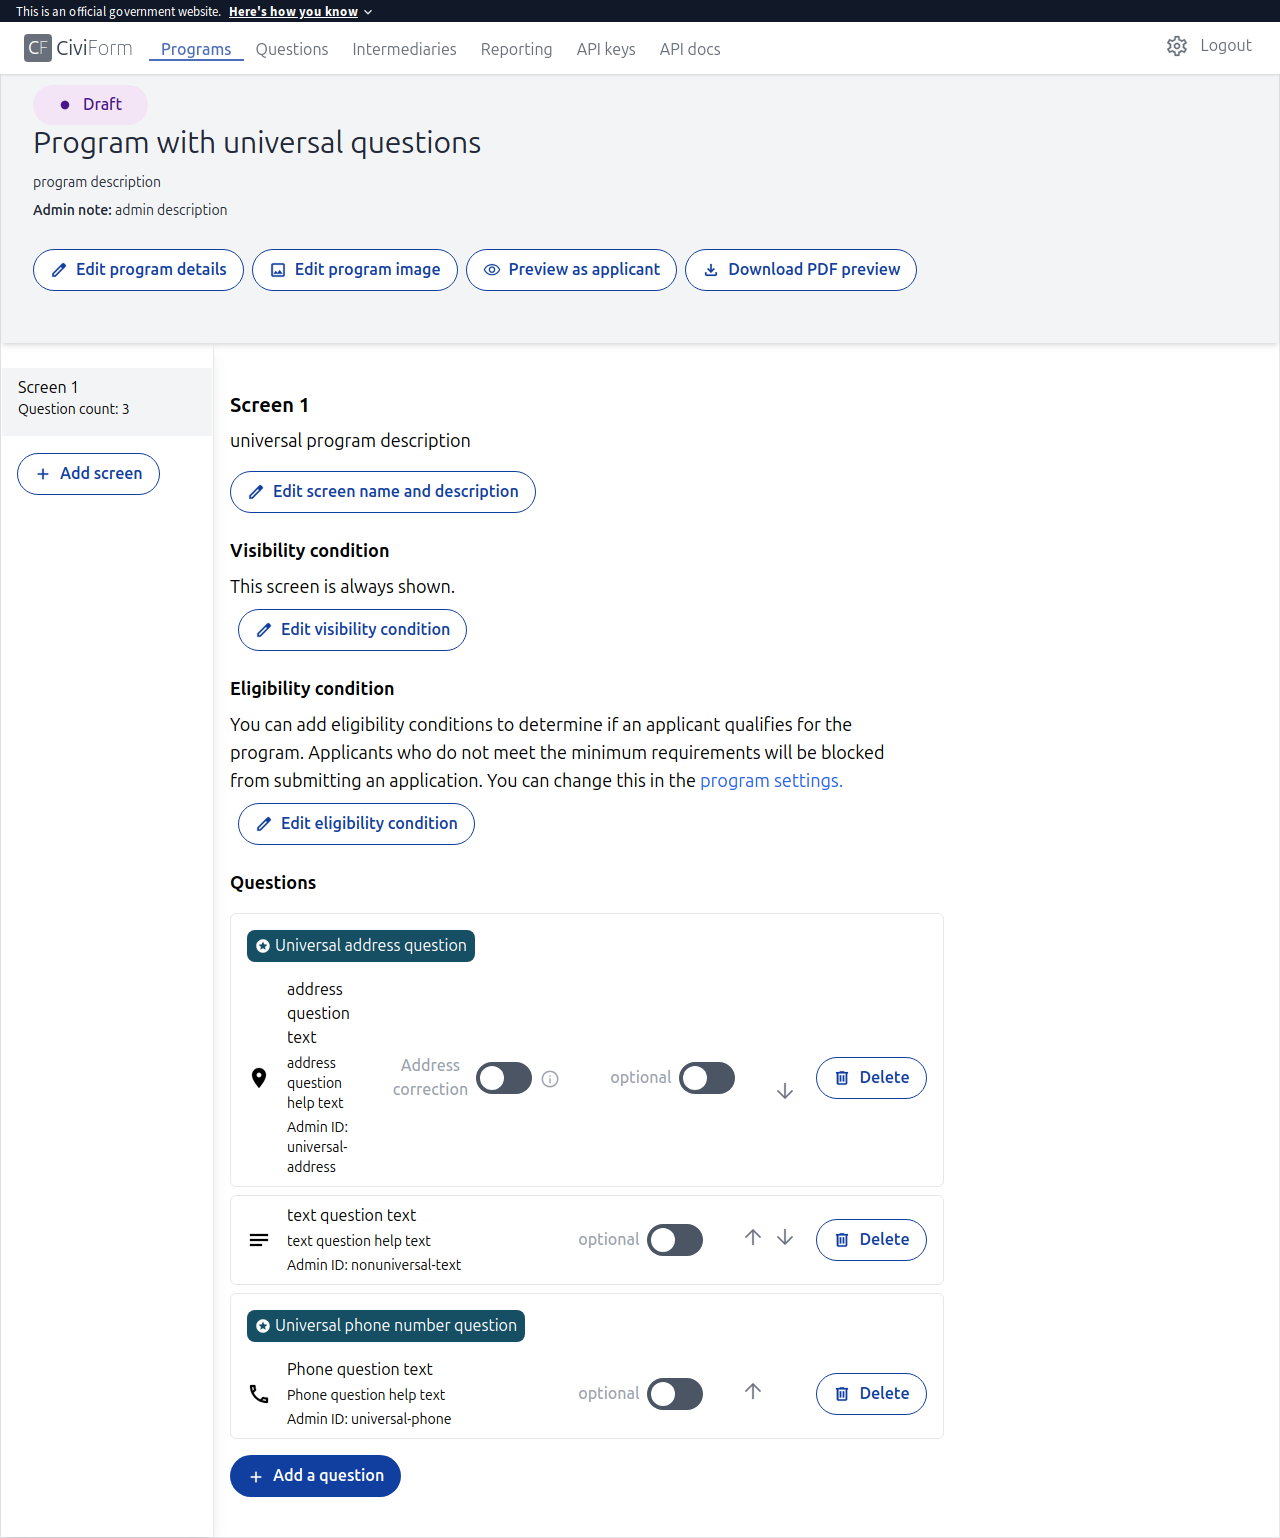 This is an official government website. Here's how you know
CF CiviForm Programs Questions Intermediaries Reporting API keys API docs Logout
Draft
Program with universal questions
program description
Admin note: admin description
Edit program details Edit program image Preview as applicant Download PDF preview
Screen 1
Question count: 3
Add screen
Screen 1
universal program description
Edit screen name and description
Visibility condition
This screen is always shown.
Edit visibility condition
Eligibility condition
You can add eligibility conditions to determine if an applicant qualifies for the
program. Applicants who do not meet the minimum requirements will be blocked
from submitting an application. You can change this in the program settings.
Edit eligibility condition
Questions
Universal address question
address
question
text
address
question
help text
Admin ID:
universal-
address
Address
correction
optional
Delete
text question text
text question help text
Admin ID: nonuniversal-text
optional
Delete
Universal phone number question
Phone question text
Phone question help text
Admin ID: universal-phone
optional
Delete
Add a question